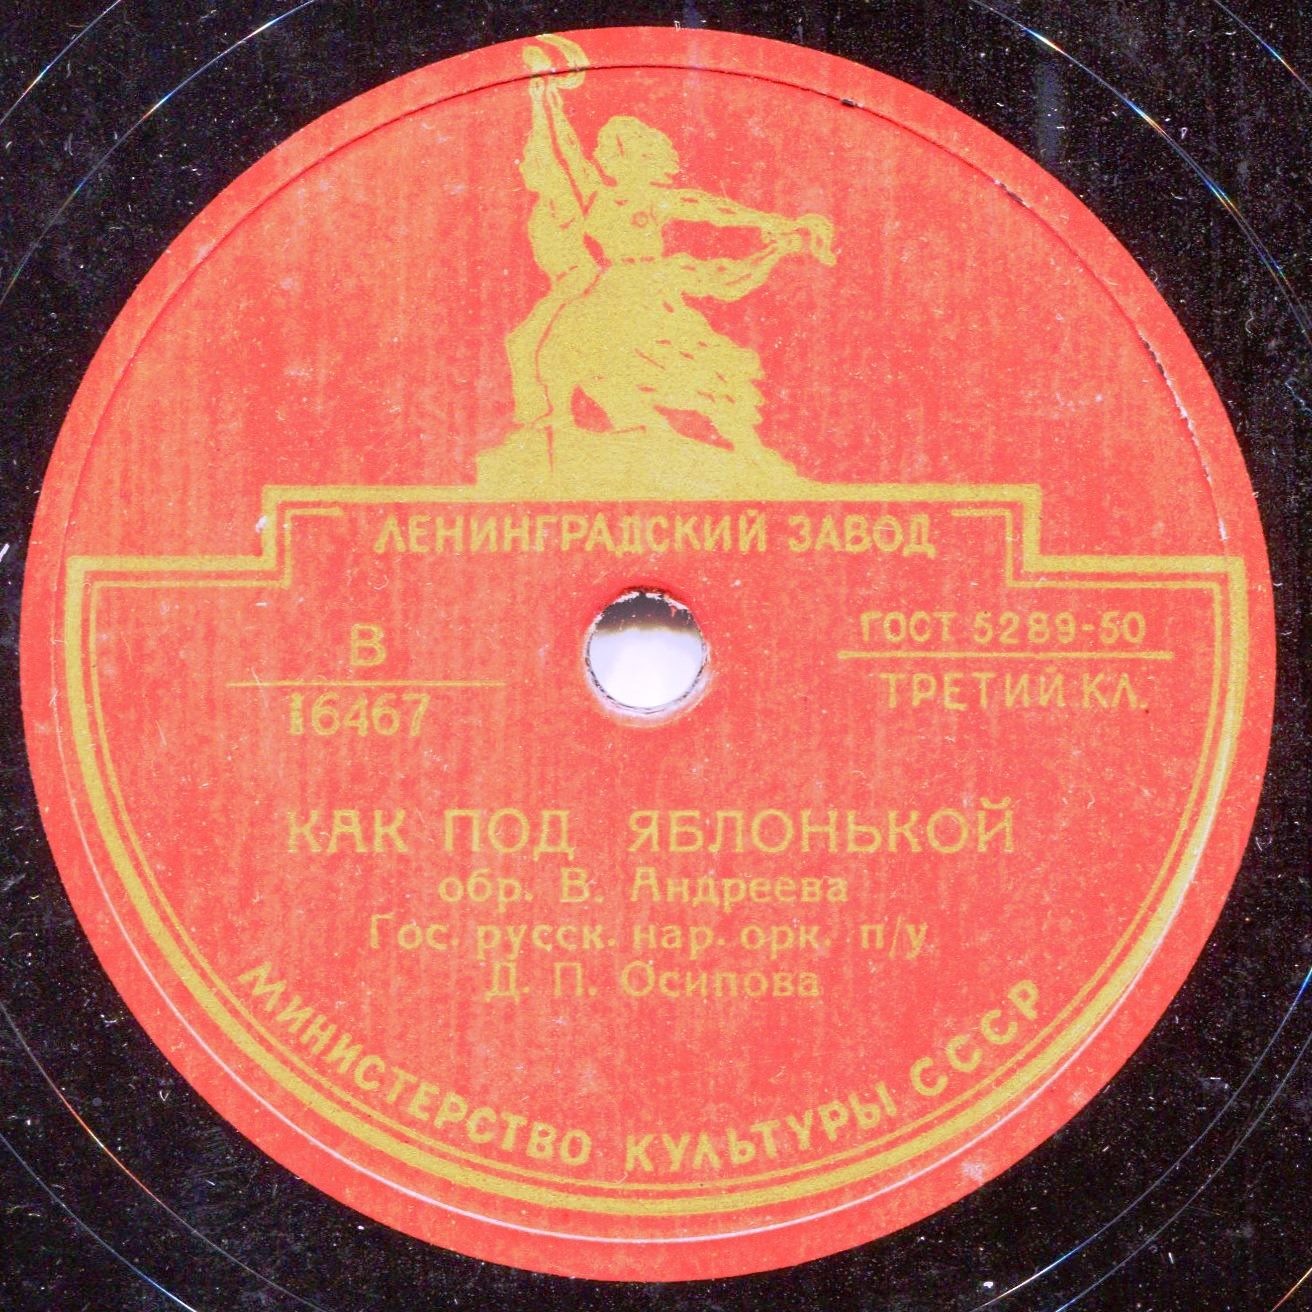 ЛЕНИНГРАДСКИЙ ЗАВОД
В
16467
ГОСТ 5289-50
ТРЕТИЙ КЛ.
КАК ПОД ЯБЛОНЬКОЙ
обр. В. Андреева
Гос. русск. нар. орк. п/у
Д. П. Осипова
МИНИСТЕРСТВО КУЛЬТУРЫ СССР